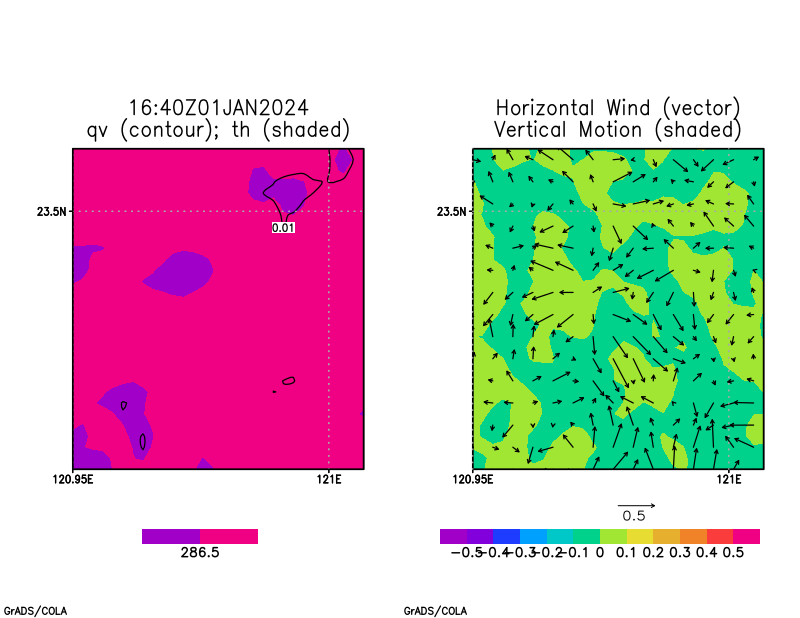 16:40Z01JAN2024
qv (contour); th (shaded)
23.5N
0.01
120.95E
121E
286.5
Horizontal Wind (vector)
Vertical Motion (shaded)
23.5N
120.95E
121E
0.5
-0.5-0.4-0.3-0.2-0.1 0 0.1 0.2 0.3 0.4 0.5
GrADS/COLA
GrADS/COLA